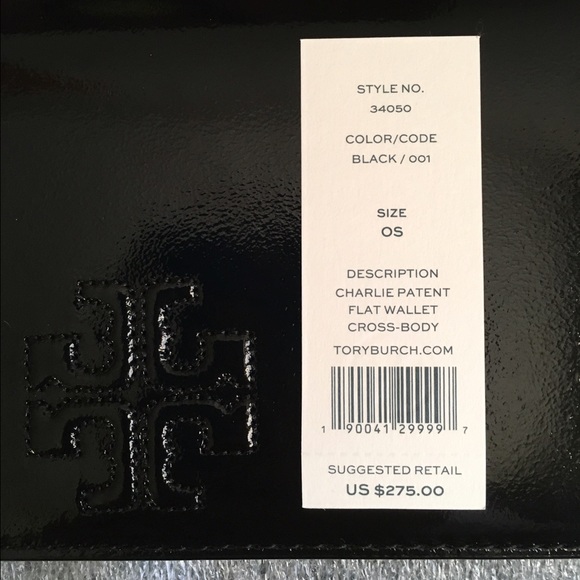 STYLE NO.
34050
COLOR/CODE
BLACK / 001
SIZE
OS
DESCRIPTION
CHARLIE PATENT
FLAT WALLET
CROSS-BODY
TORYBURCH.COM
1 90041 29999 7
SUGGESTED RETAIL
US $275.00